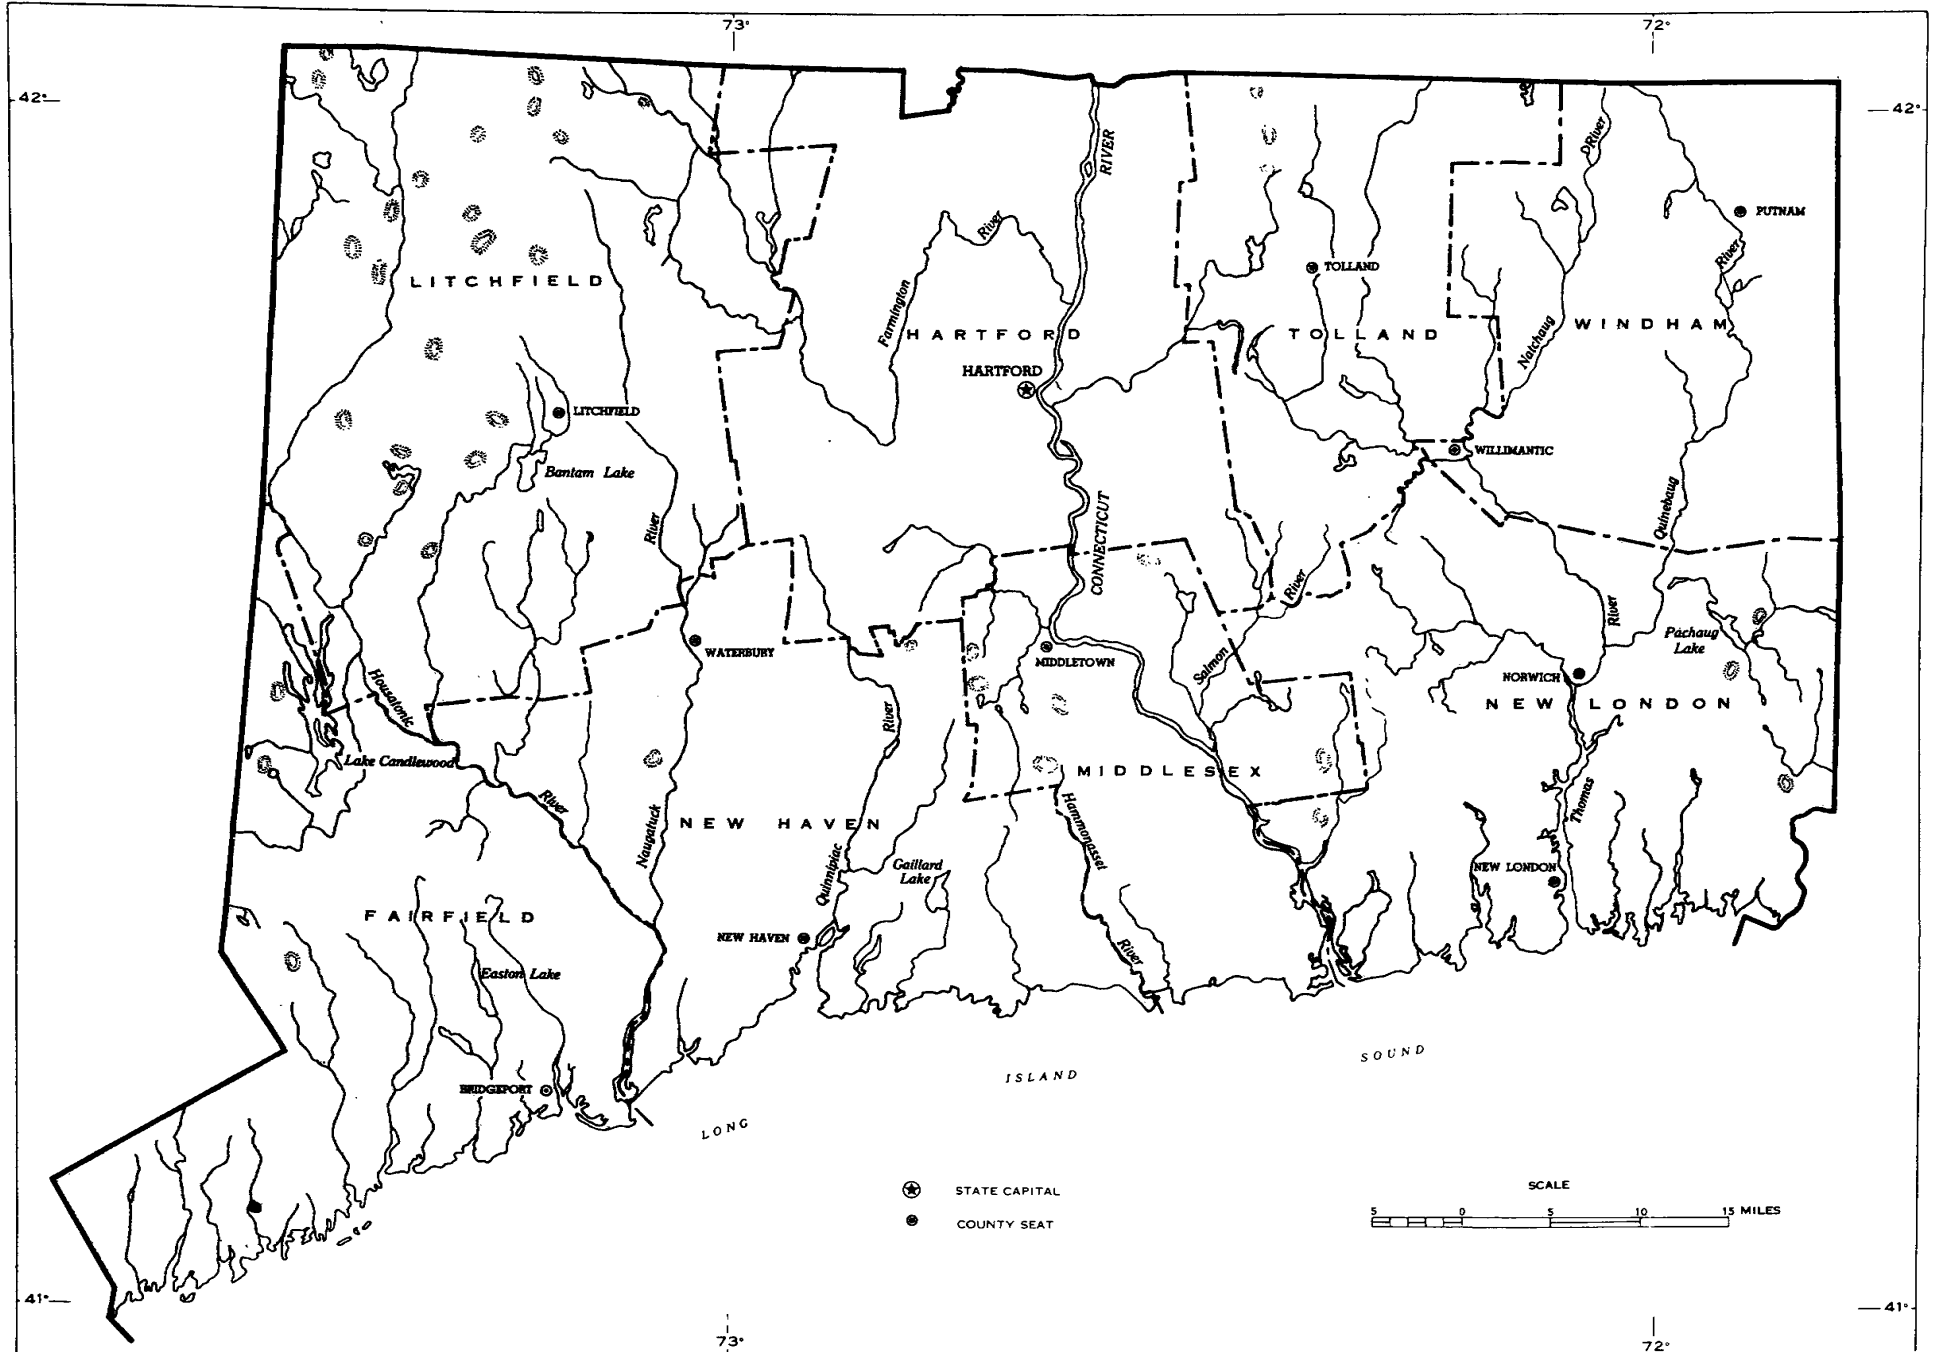 73°
72°
42°
42°
RIVER
River
PUTNAM
River
River
TOLLAND
LITCHFIELD
Farmington
HARTFORD
TOLLAND
WINDHAM
Natchaug
HARTFORD
LITCHFIELD
WILLIMANTIC
Bantam Lake
River
CONNECTICUT
Quinebaug
River
River
Pachaug
Lake
WATERBURY
MIDDLETOWN
Salmon
NORWICH
Housatonic
NEW LONDON
River
Lake Candlewood
MIDDLESEX
River
Thomas
Hammonasset
NEW HAVEN
Naugatuck
Quinnipiac
Gaillard
Lake
NEW LONDON
FAIRFIELD
NEW HAVEN
River
Easton Lake
SOUND
ISLAND
BRIDGEPORT
LONG
STATE CAPITAL
COUNTY SEAT
SCALE
5 0 5 10 15 MILES
41°
41°
73°
72°